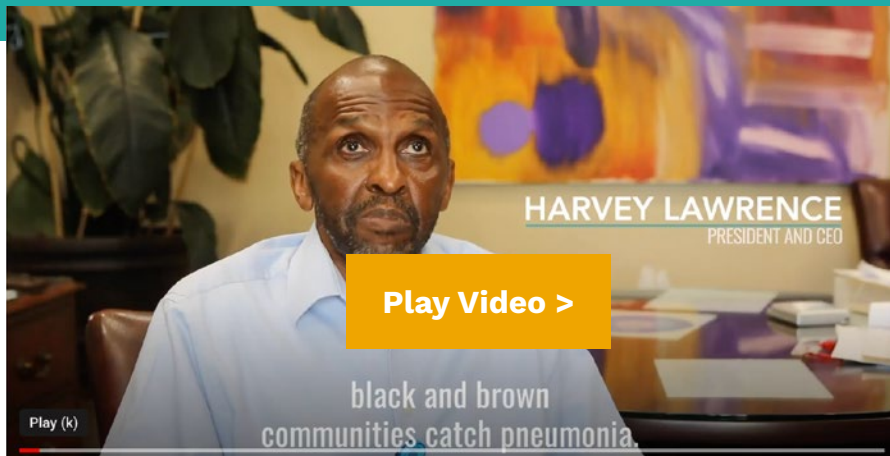 HARVEY LAWRENCE
PRESIDENT AND CEO
Play Video >
black and brown
communities catch pneumonia.
Play (k)